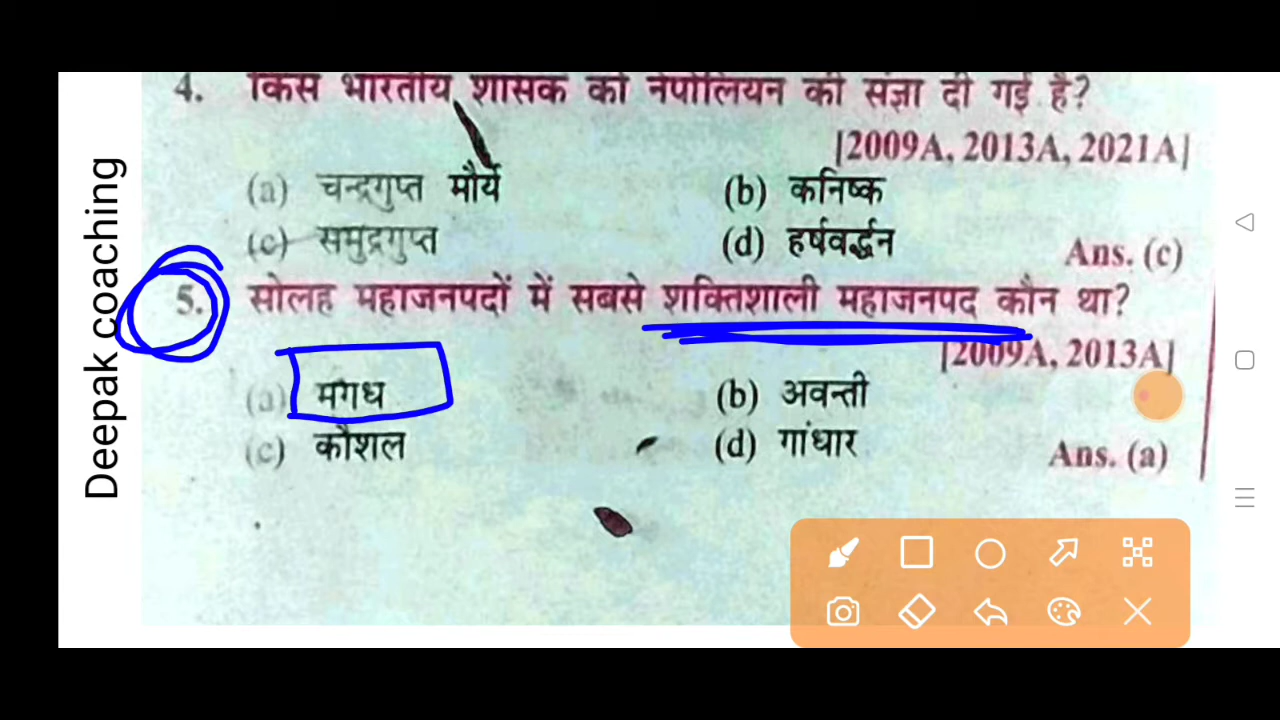 4. किस भारतीय शासक को नेपोलियन की संज्ञा दी गई है?
[2009A, 2013A, 2021A]
(a) चन्द्रगुप्त मौर्य (b) कनिष्क
(c) समुद्रगुप्त (d) हर्षवर्द्धन Ans. (c)
5. सोलह महाजनपदों में सबसे शक्तिशाली महाजनपद कौन था?
[2009A, 2013A]
(a) मगध (b) अवन्ती
(c) कौशल (d) गांधार Ans. (a)
Deepak coaching